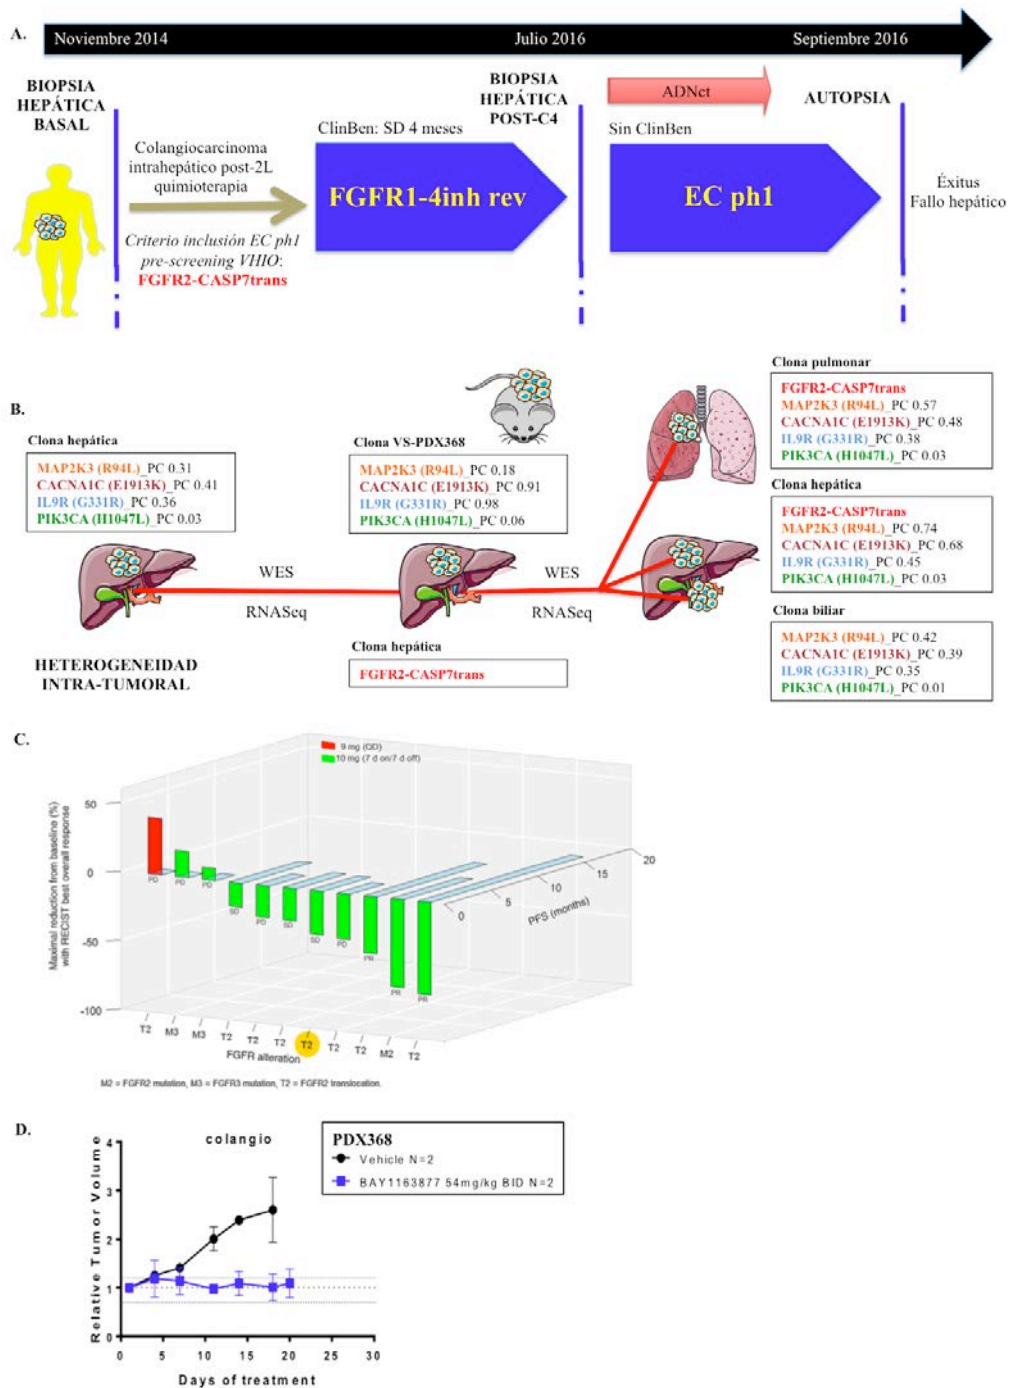 A.
Noviembre 2014
Julio 2016
Septiembre 2016
BIOPSIA
HEPÁTICA
BASAL
Colangiocarcinoma
intrahepático post-2L
quimioterapia
Criterio inclusión EC ph1
pre-screening VHIO:
FGFR2-CASP7trans
ClinBen: SD 4 meses
FGFR1-4inh rev
BIOPSIA
HEPÁTICA
POST-C4
ADNct
Sin ClinBen
EC ph1
AUTOPSIA
Éxitus
Fallo hepático
B.
Clona hepática
MAP2K3 (R94L)_PC 0.31
CACNA1C (E1913K)_PC 0.41
IL9R (G331R)_PC 0.36
PIK3CA (H1047L)_PC 0.03
Clona VS-PDX368
MAP2K3 (R94L)_PC 0.18
CACNA1C (E1913K)_PC 0.91
IL9R (G331R)_PC 0.98
PIK3CA (H1047L)_PC 0.06
Clona pulmonar
FGFR2-CASP7trans
MAP2K3 (R94L)_PC 0.57
CACNA1C (E1913K)_PC 0.48
IL9R (G331R)_PC 0.38
PIK3CA (H1047L)_PC 0.03
Clona hepática
FGFR2-CASP7trans
MAP2K3 (R94L)_PC 0.74
CACNA1C (E1913K)_PC 0.68
IL9R (G331R)_PC 0.45
PIK3CA (H1047L)_PC 0.03
Clona biliar
MAP2K3 (R94L)_PC 0.42
CACNA1C (E1913K)_PC 0.39
IL9R (G331R)_PC 0.35
PIK3CA (H1047L)_PC 0.01
WES
RNASeq
WES
RNASeq
HETEROGENEIDAD
INTRA-TUMORAL
Clona hepática
FGFR2-CASP7trans
C.
9 mg (QD)
10 mg (7 d on/7 d off)
Maximal reduction from baseline (%)
with RECIST best overall response
50
0
-50
-100
PD PD PD SD PD SD SD PD PR PR PR
0 5 10 15 20
PFS (months)
T2 M3 M3 T2 T2 T2 T2 T2 T2 M2 T2
FGFR alteration
M2 = FGFR2 mutation, M3 = FGFR3 mutation, T2 = FGFR2 translocation.
D.
colangio
PDX368
Vehicle N=2
BAY1163877 54mg/kg BID N=2
Relative Tumor Volume
4
3
2
1
0
0 5 10 15 20 25 30
Days of treatment